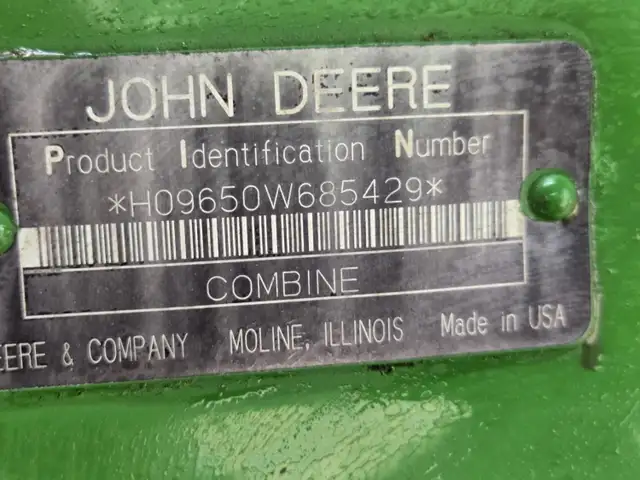 JOHN DEERE
Product Identification Number
*H09650W685429*
COMBINE
EERE & COMPANY MOLINE, ILLINOIS Made in USA